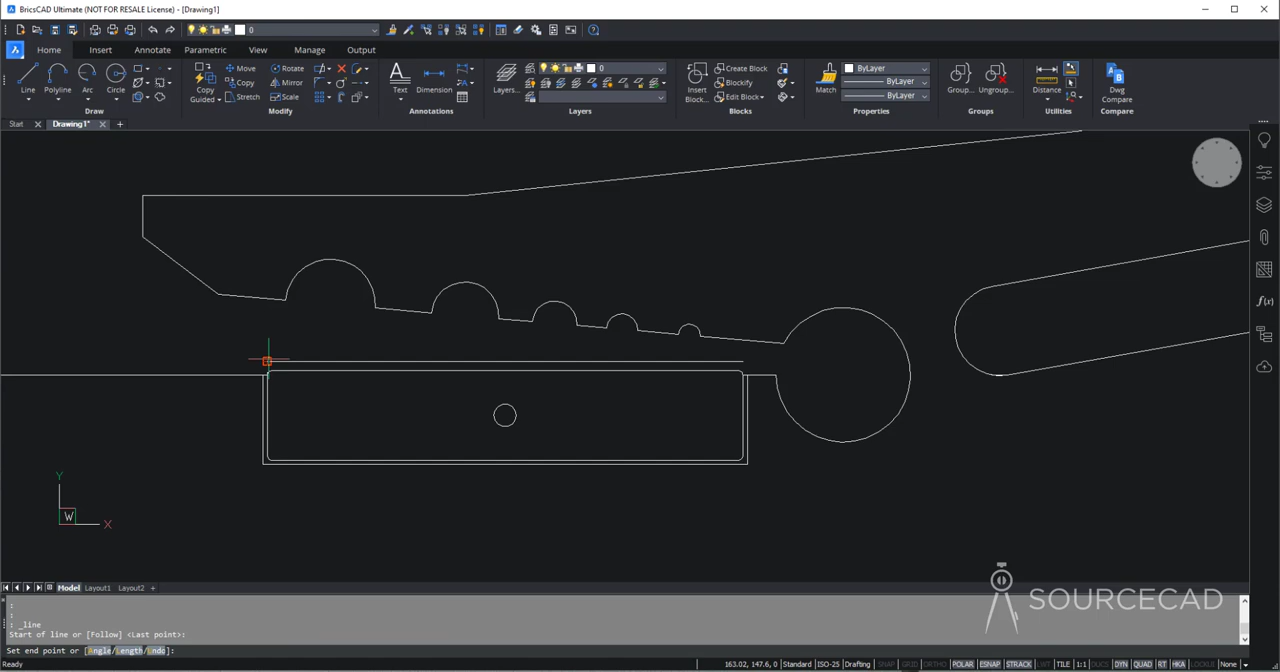 BricsCAD Ultimate (NOT FOR RESALE License) - [Drawing1]
0
Home Insert Annotate Parametric View Manage Output
Line Polyline Arc Circle
Draw
Copy Guided...
Move
Copy
Stretch
Rotate
Mirror
Scale
Modify
Text Dimension
Annotations
Layers...
0
Layers
Insert Block...
Create Block
Blockify
Edit Block
Blocks
Match
ByLayer
ByLayer
ByLayer
Properties
Group... Ungroup...
Groups
Distance
Utilities
Dwg Compare
Compare
Start Drawing1*
f(x)
Y
W
X
Model Layout1 Layout2
SOURCECAD
:
:
: _line
Start of line or [Follow] <Last point>:
Set end point or [Angle/Length/Undo]:
Ready 163.02, 147.6, 0 Standard ISO-25 Drafting SNAP GRID ORTHO POLAR ESNAP STRACK LWT TILE 1:1 DUCS DYN QUAD RT HKA LOCKUI None